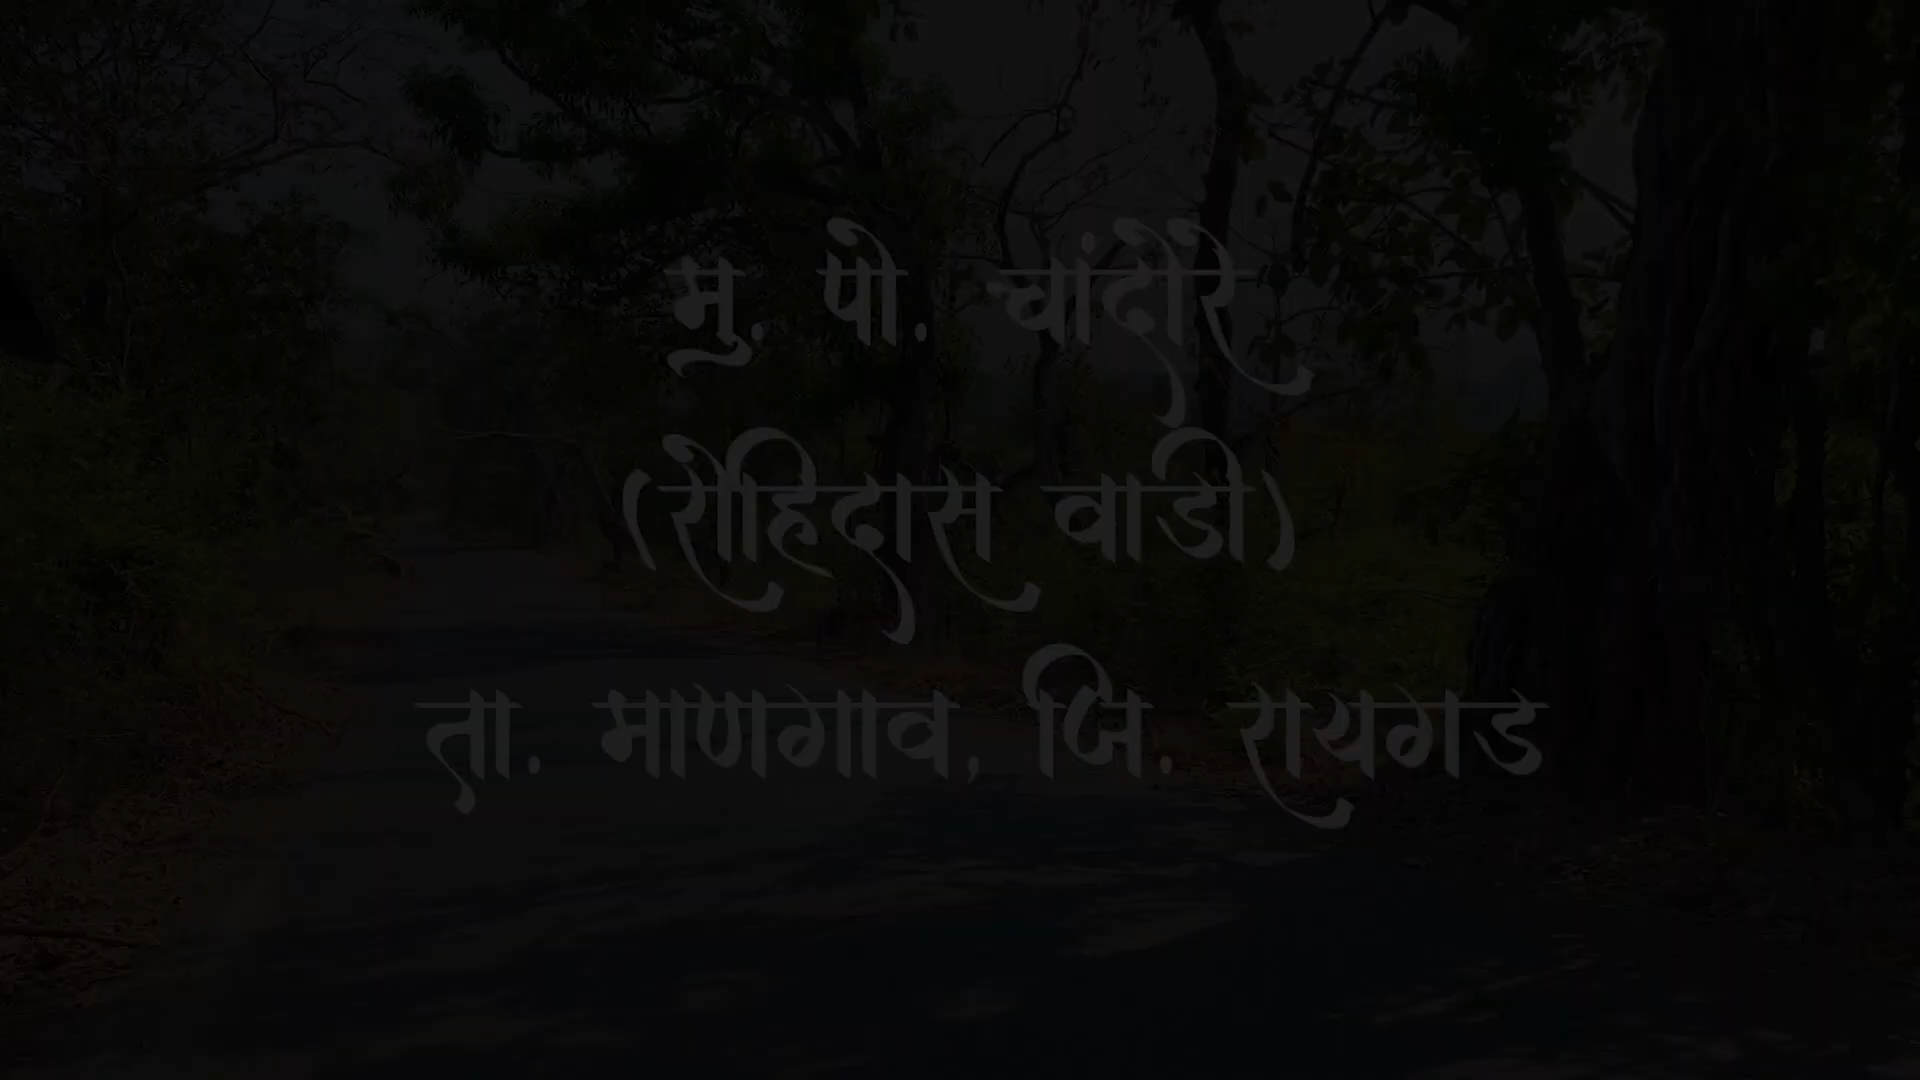 मु. पो. चांदोरे
(रोहिदास वाडी)
ता. माणगाव, जि. रायगड